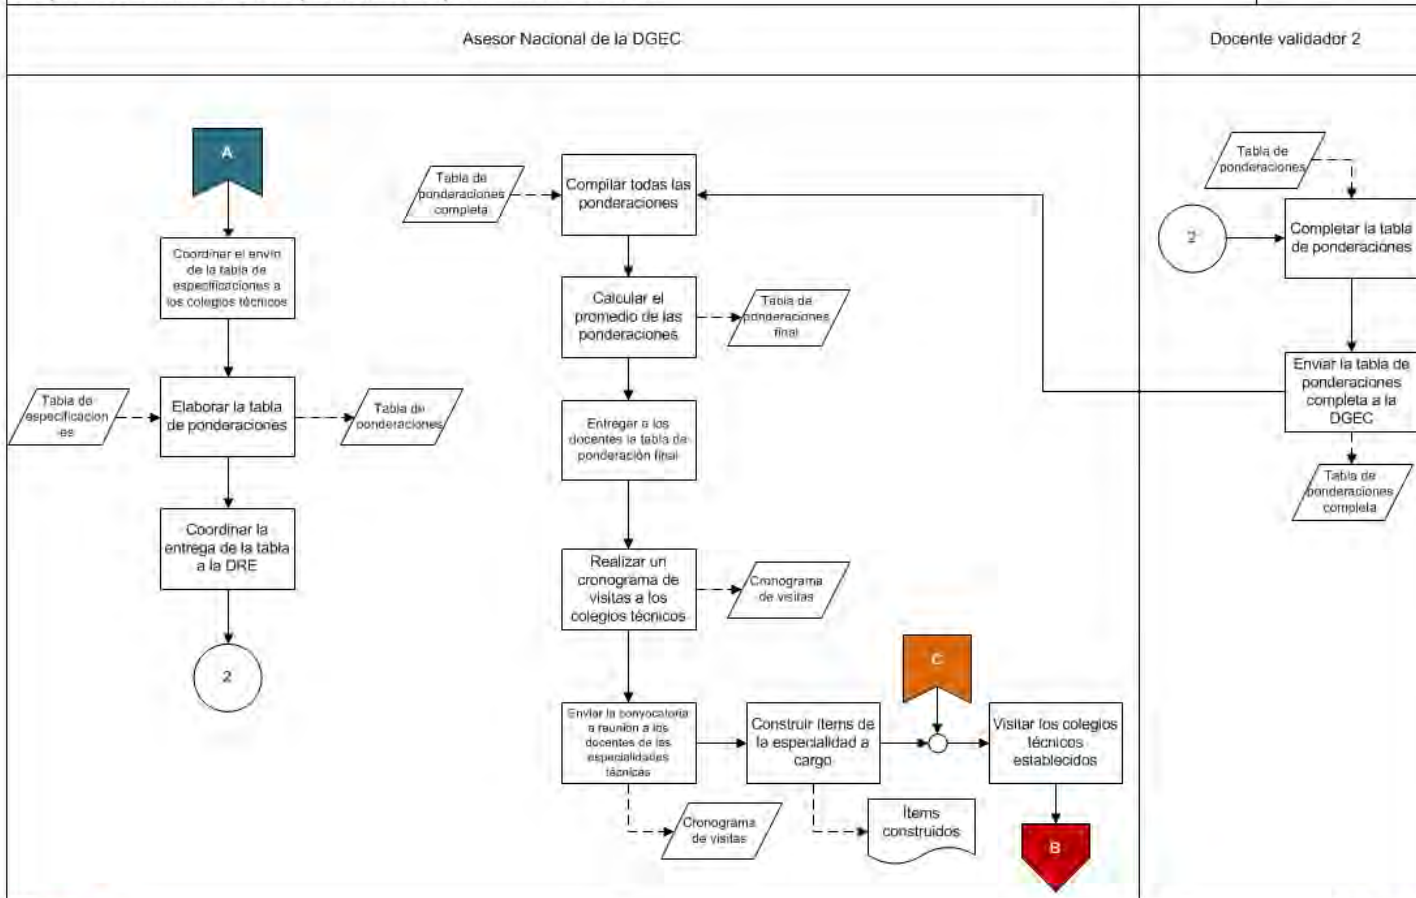 Asesor Nacional de la DGEC
Docente validador 2
A
Coordinar el envío
de la tabla de
especificaciones a
los colegios técnicos
Tabla de
especificacion
-es
Elaborar la tabla
de ponderaciones
Tabla de
ponderaciones
Coordinar la
entrega de la tabla
a la DRE
2
Tabla de
ponderaciones
completa
Compilar todas las
ponderaciones
Calcular el
promedio de las
ponderaciones
Tabla de
ponderaciones
final
Entregar a los
docentes la tabla de
ponderación final
Realizar un
cronograma de
visitas a los
colegios técnicos
Cronograma
de visitas
Enviar la convocatoria
a reunión a los
docentes de las
especialidades
técnicas
Cronograma
de visitas
Construir ítems de
la especialidad a
cargo
Ítems
construidos
C
Visitar los colegios
técnicos
establecidos
B
Tabla de
ponderaciones
2
Completar la tabla
de ponderaciones
Enviar la tabla de
ponderaciones
completa a la
DGEC
Tabla de
ponderaciones
completa